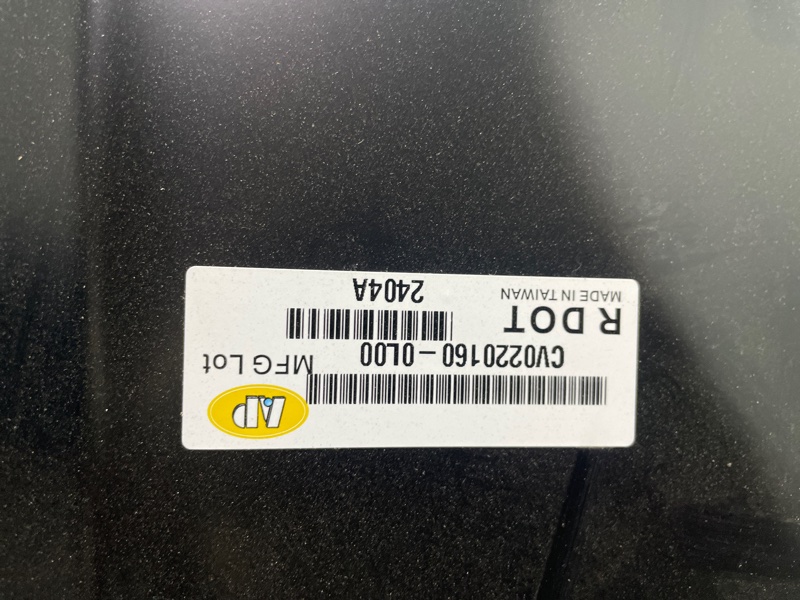 AP
CV0220160-0L00
MFG Lot
R DOT
MADE IN TAIWAN
2404A